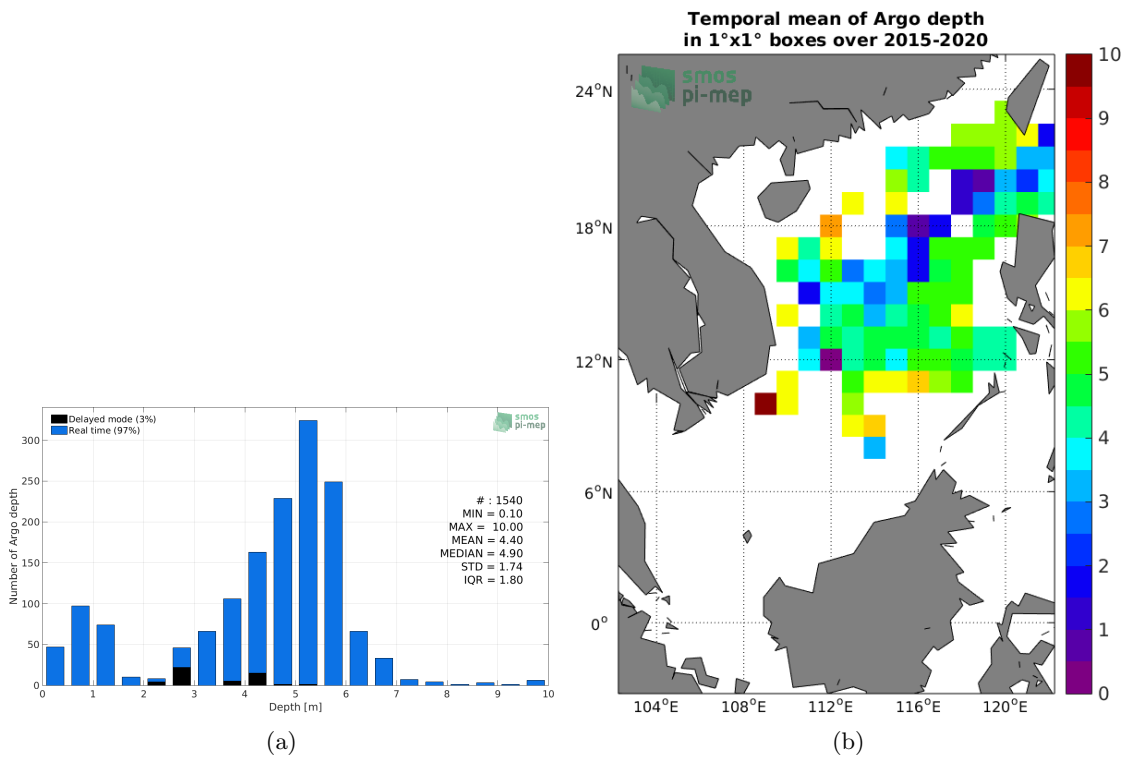 Delayed mode (3%)
Real time (97%)
smos
pi-mep
# : 1540
MIN = 0.10
MAX = 10.00
MEAN = 4.40
MEDIAN = 4.90
STD = 1.74
IQR = 1.80
Number of Argo depth
300
250
200
150
100
50
0
0 1 2 3 4 5 6 7 8 9 10
Depth [m]
(a)
Temporal mean of Argo depth
in 1°x1° boxes over 2015-2020
smos
pi-mep
24°N
18°N
12°N
6°N
0°
104°E 108°E 112°E 116°E 120°E
10
9
8
7
6
5
4
3
2
1
0
(b)